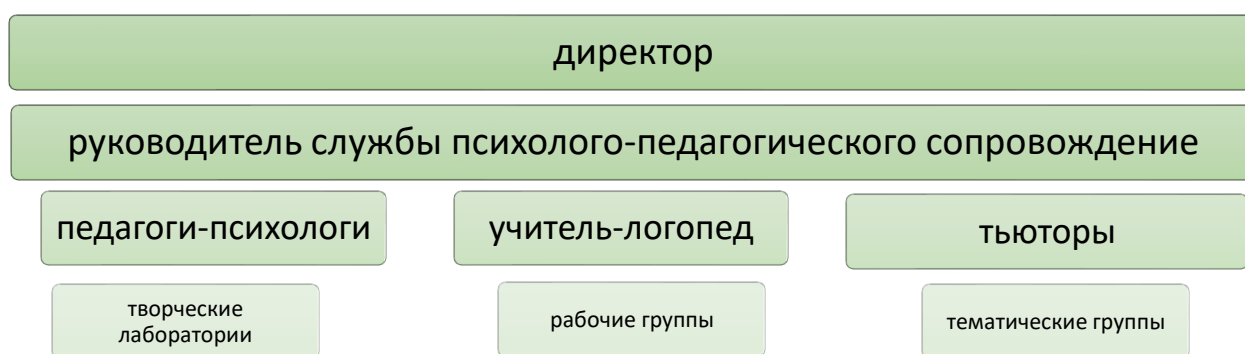 директор
руководитель службы психолого-педагогического сопровождение
педагоги-психологи
учитель-логопед
тьюторы
творческие
лаборатории
рабочие группы
тематические группы